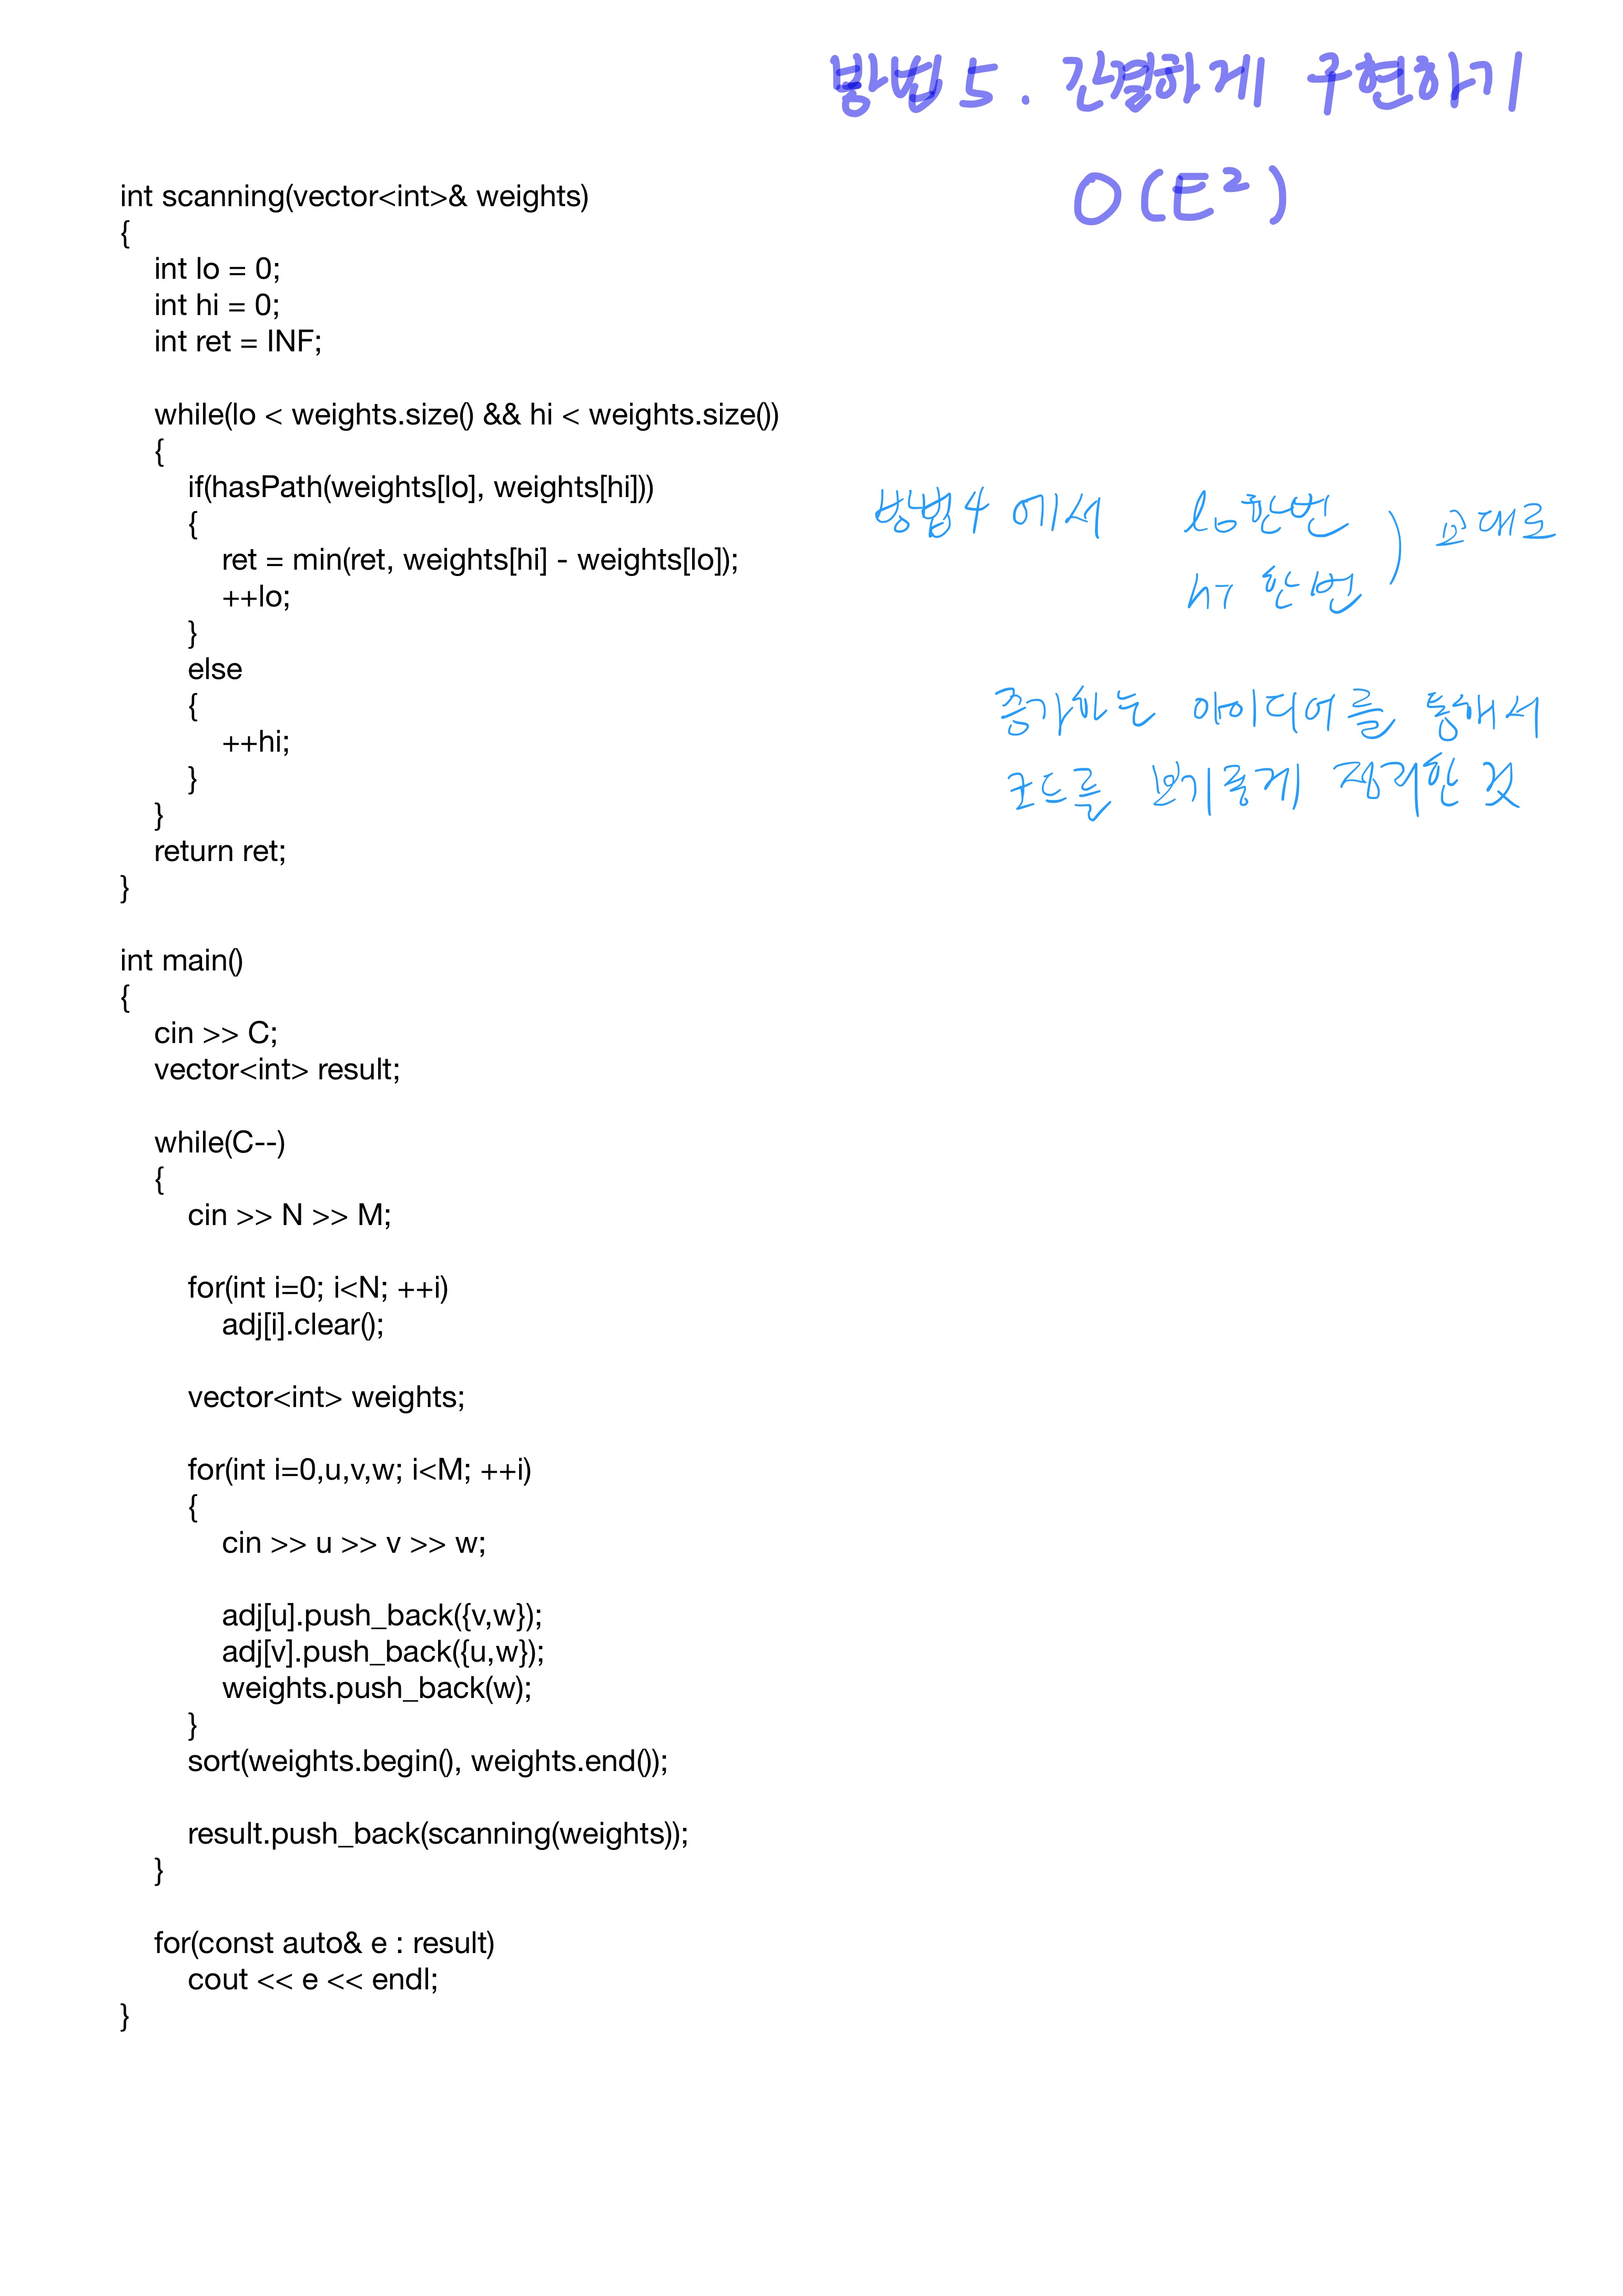 방법 5. 간결하게 구현하기
O(E²)
int scanning(vector<int>& weights)
{
int lo = 0;
int hi = 0;
int ret = INF;
while(lo < weights.size() && hi < weights.size())
{
if(hasPath(weights[lo], weights[hi]))
{
ret = min(ret, weights[hi] - weights[lo]);
++lo;
}
else
{
++hi;
}
}
return ret;
}
방법4 에서 lo 한번 ) 교대로
hi 한번
증가하는 아이디어를 통해서
코드를 보기좋게 정리한 것
int main()
{
cin >> C;
vector<int> result;
while(C--)
{
cin >> N >> M;
for(int i=0; i<N; ++i)
adj[i].clear();
vector<int> weights;
for(int i=0,u,v,w; i<M; ++i)
{
cin >> u >> v >> w;
adj[u].push_back({v,w});
adj[v].push_back({u,w});
weights.push_back(w);
}
sort(weights.begin(), weights.end());
result.push_back(scanning(weights));
}
for(const auto& e : result)
cout << e << endl;
}